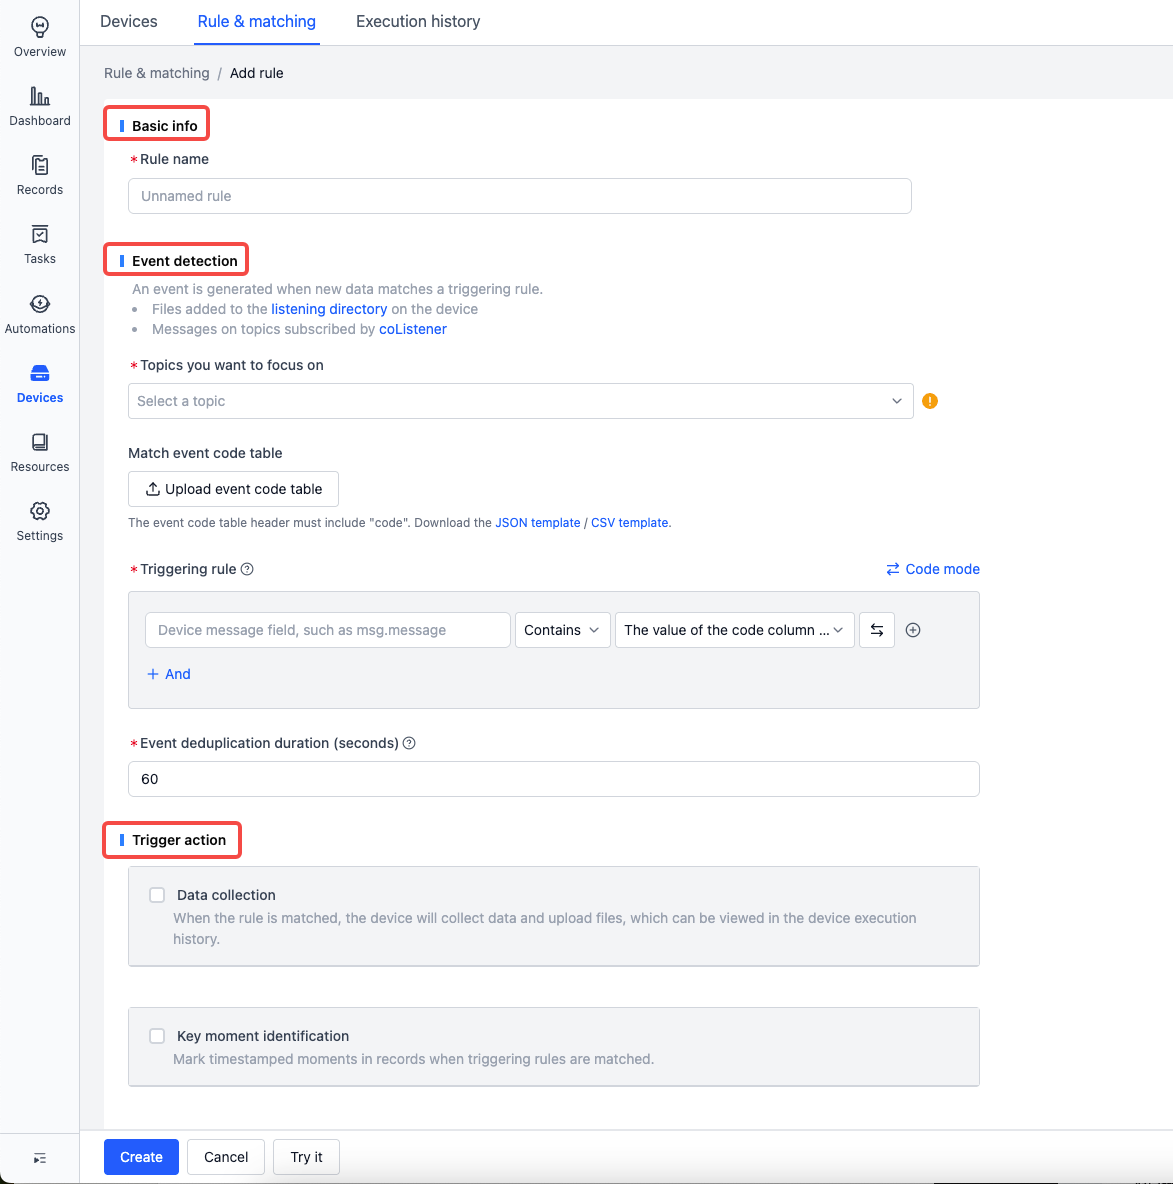 Devices
Rule & matching
Execution history
Overview
Dashboard
Records
Tasks
Automations
Devices
Resources
Settings
Rule & matching / Add rule
Basic info
* Rule name
Unnamed rule
Event detection
An event is generated when new data matches a triggering rule.
• Files added to the listening directory on the device
• Messages on topics subscribed by coListener
* Topics you want to focus on
Select a topic
Match event code table
Upload event code table
The event code table header must include "code". Download the JSON template / CSV template.
* Triggering rule
Code mode
Device message field, such as msg.message
Contains
The value of the code column ...
+ And
* Event deduplication duration (seconds)
60
Trigger action
Data collection
When the rule is matched, the device will collect data and upload files, which can be viewed in the device execution
history.
Key moment identification
Mark timestamped moments in records when triggering rules are matched.
Create
Cancel
Try it